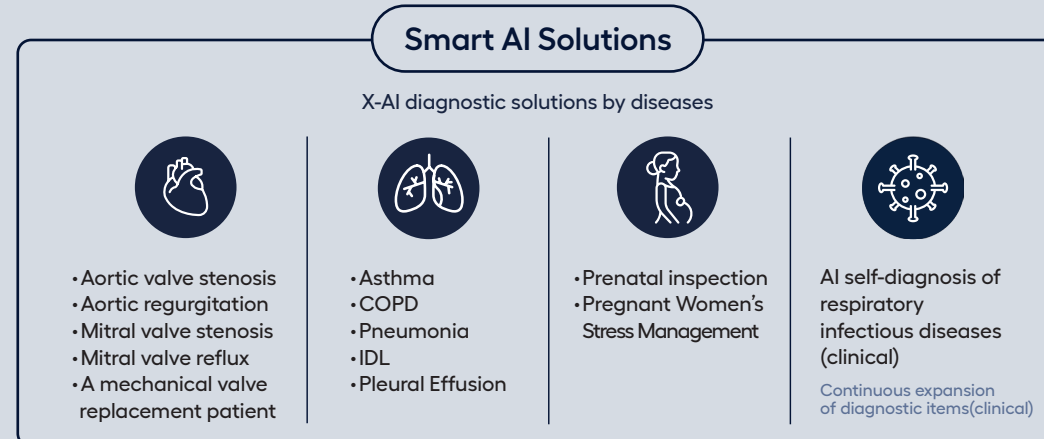 Smart AI Solutions
X-AI diagnostic solutions by diseases
•Aortic valve stenosis
•Aortic regurgitation
•Mitral valve stenosis
•Mitral valve reflux
•A mechanical valve
replacement patient
•Asthma
•COPD
•Pneumonia
•IDL
•Pleural Effusion
•Prenatal inspection
•Pregnant Women's
Stress Management
AI self-diagnosis of
respiratory
infectious diseases
(clinical)
Continuous expansion
of diagnostic items(clinical)